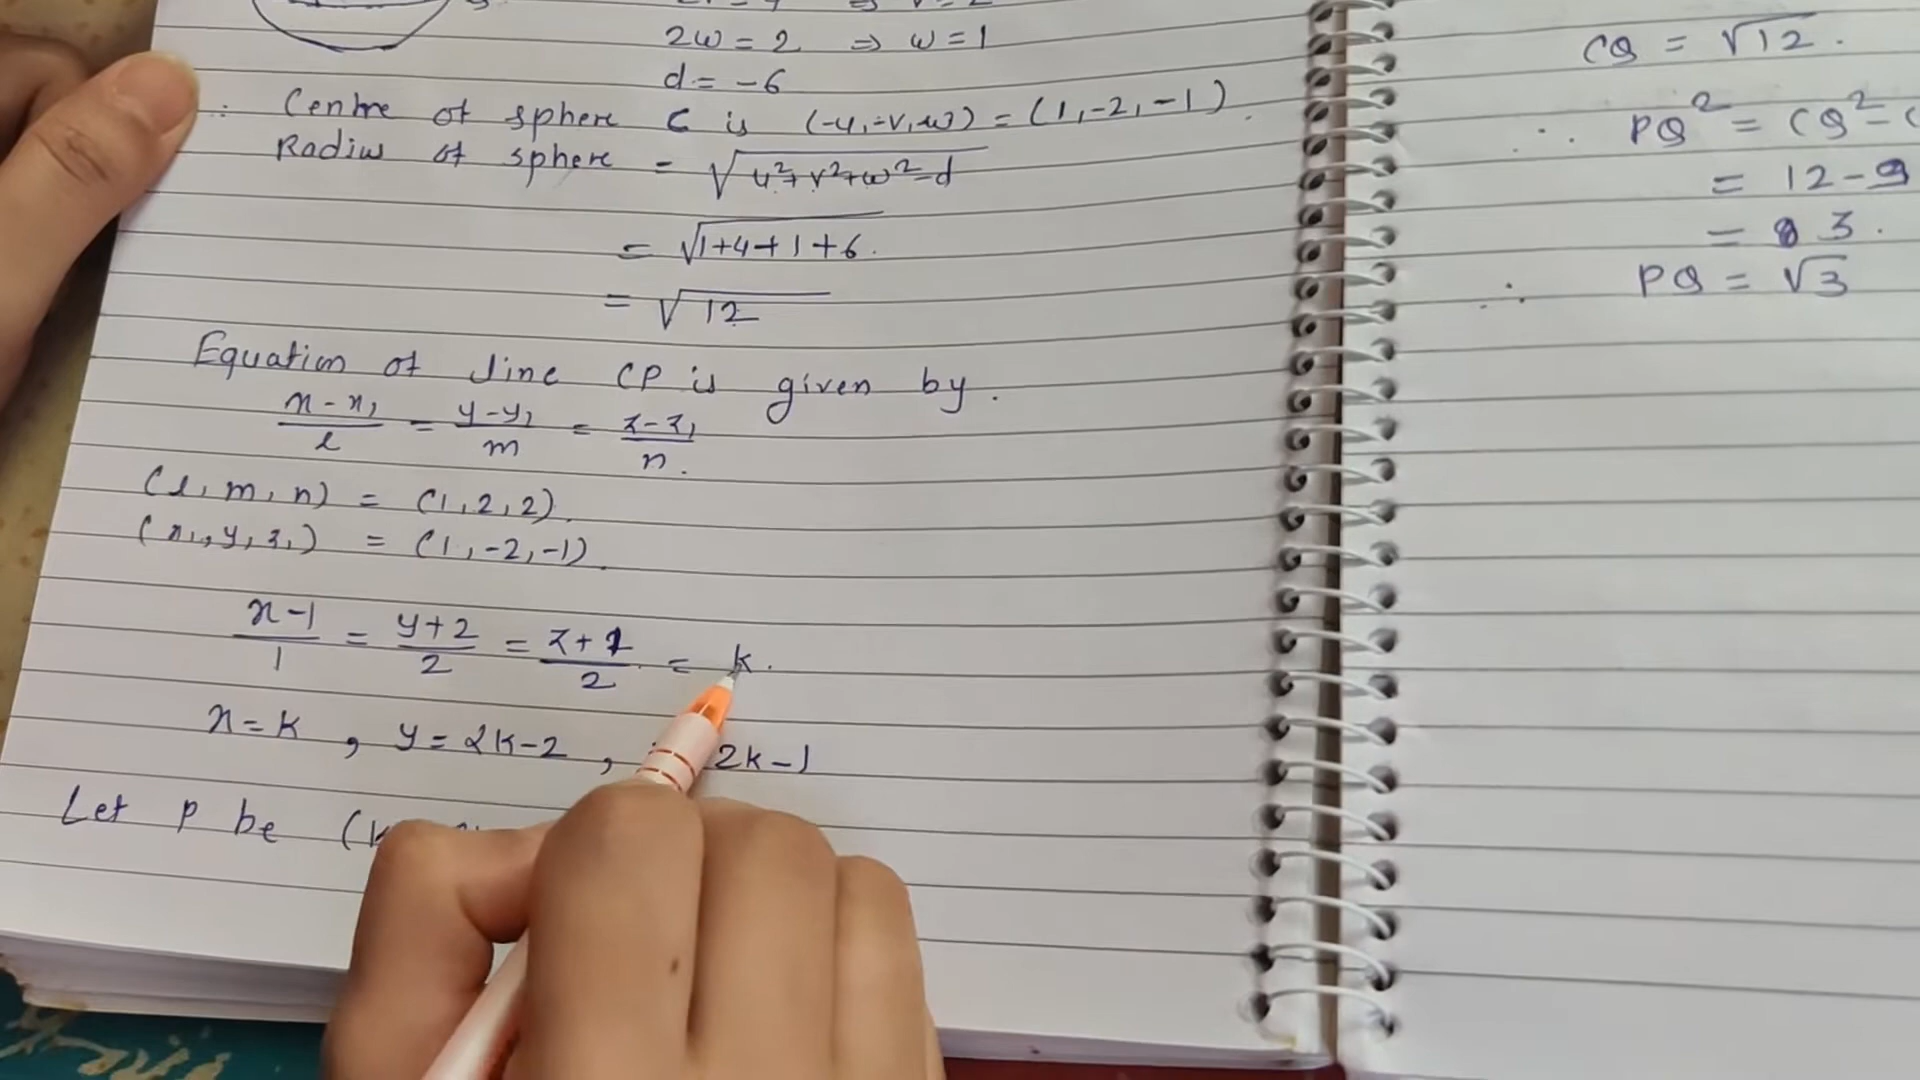 2w = 2 ⇒ w = 1
d = -6
∴ Centre of sphere C is (-u, -v, -w) = (1, -2, -1).
Radius of sphere = √(u²+v²+w²-d)
= √(1+4+1+6).
= √12
Equation of line CP is given by.
(x-x₁)/l = (y-y₁)/m = (z-z₁)/n.
(l, m, n) = (1, 2, 2).
(x₁, y, z₁) = (1, -2, -1).
(x-1)/1 = (y+2)/2 = (z+1)/2 = k.
x = k, y = 2k-2, 2k-1
Let P be (k
CQ = √12.
∴ PQ² = CQ² -
= 12-9
= 3.
∴ PQ = √3